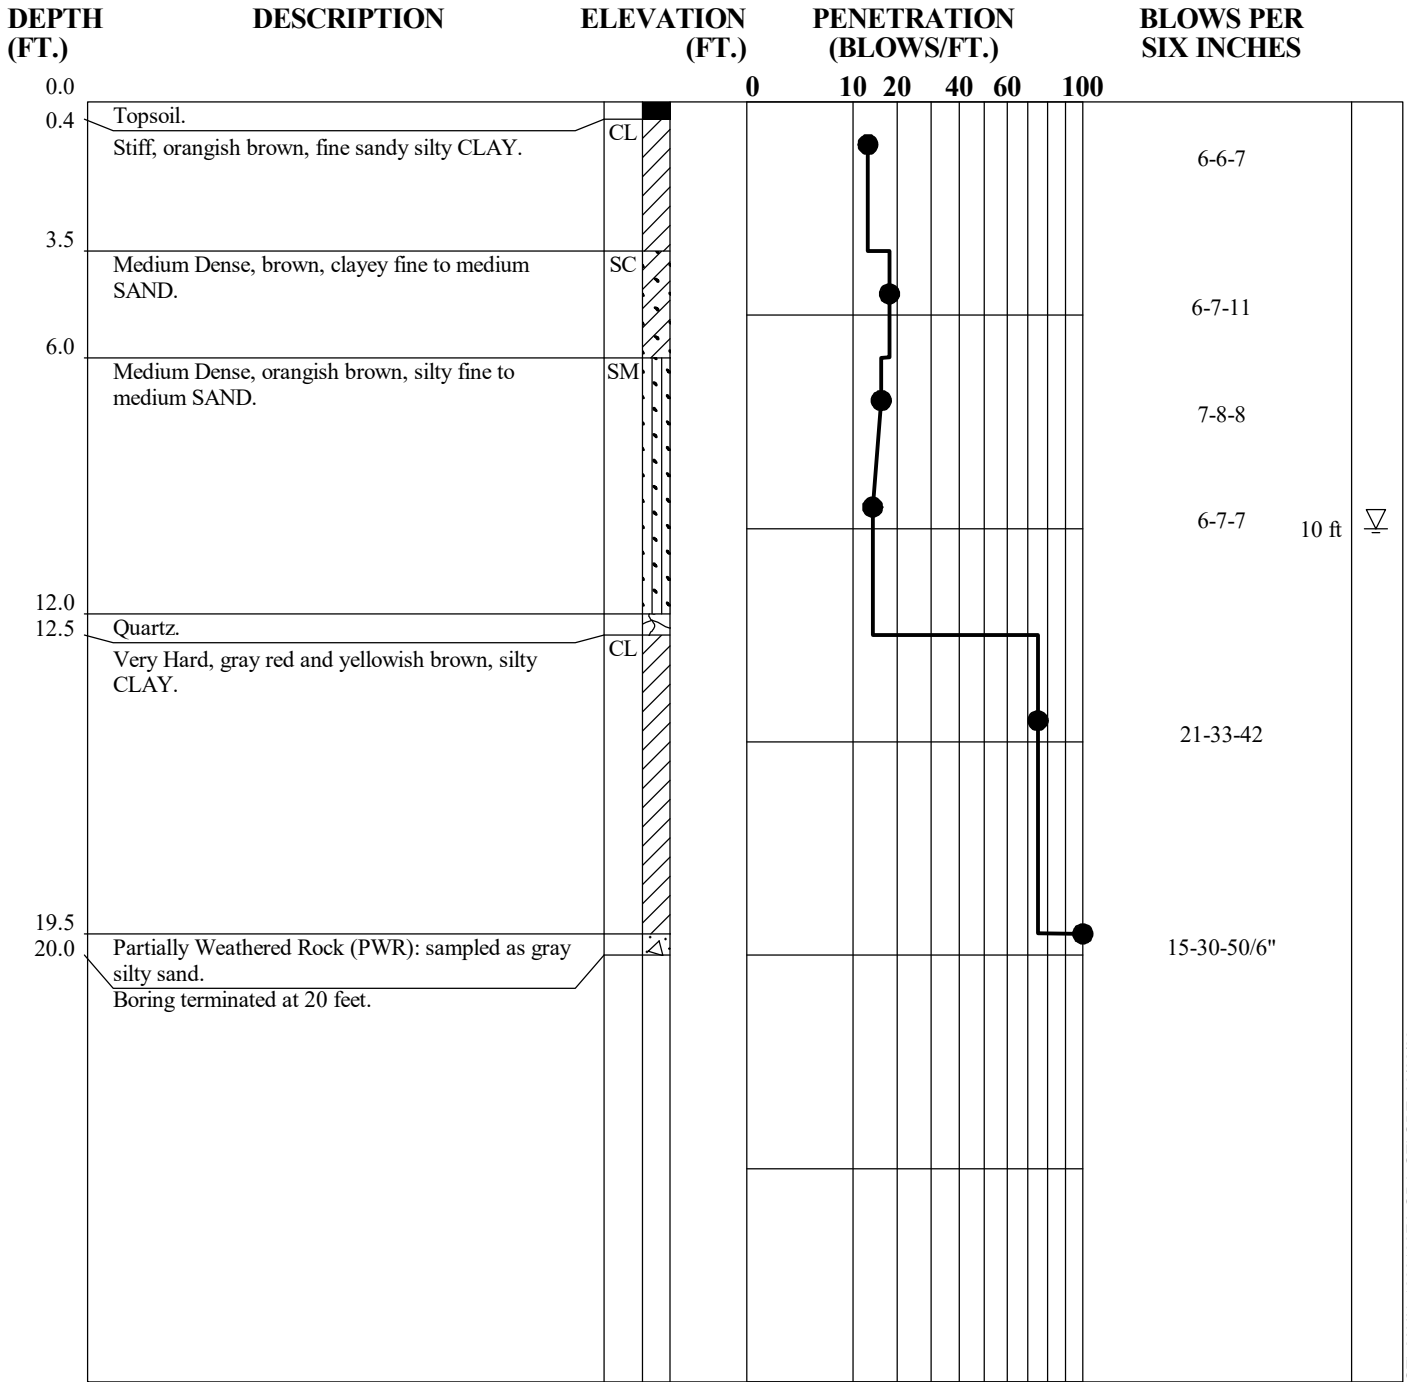 DEPTH DESCRIPTION ELEVATION PENETRATION BLOWS PER
(FT.) (FT.) (BLOWS/FT.) SIX INCHES
0.0 0 10 20 40 60 100
0.4 Topsoil.
CL
Stiff, orangish brown, fine sandy silty CLAY. 6-6-7
3.5
Medium Dense, brown, clayey fine to medium SC
SAND.
6-7-11
6.0
Medium Dense, orangish brown, silty fine to SM
medium SAND.
7-8-8
6-7-7 10 ft
12.0
12.5 Quartz.
CL
Very Hard, gray red and yellowish brown, silty
CLAY.
21-33-42
19.5
20.0 Partially Weathered Rock (PWR): sampled as gray 15-30-50/6"
silty sand.
Boring terminated at 20 feet.